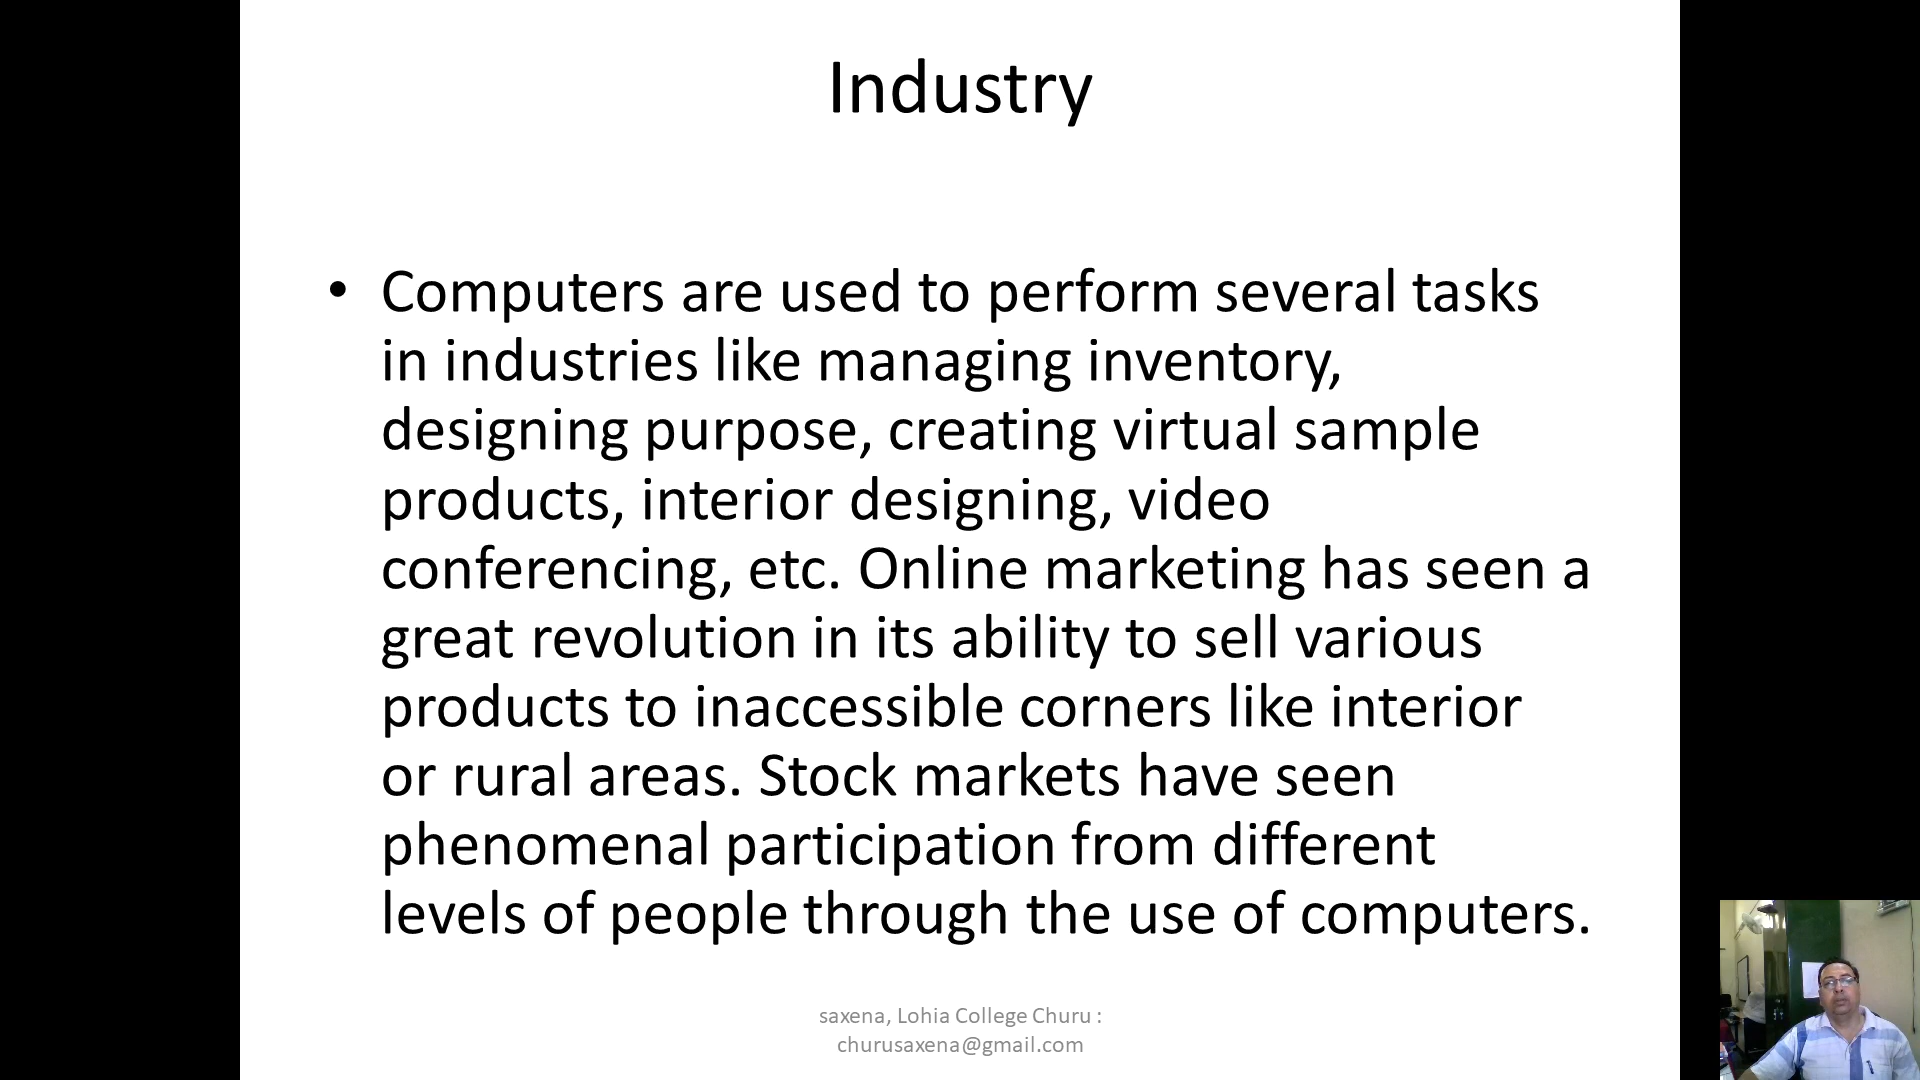 Industry
• Computers are used to perform several tasks
in industries like managing inventory,
designing purpose, creating virtual sample
products, interior designing, video
conferencing, etc. Online marketing has seen a
great revolution in its ability to sell various
products to inaccessible corners like interior
or rural areas. Stock markets have seen
phenomenal participation from different
levels of people through the use of computers.
saxena, Lohia College Churu :
churusaxena@gmail.com